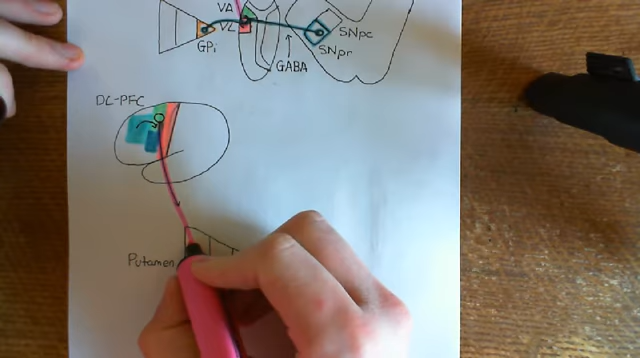 VA
VL
GPi
SNpc
SNpr
GABA
DL-PFC
Putamen